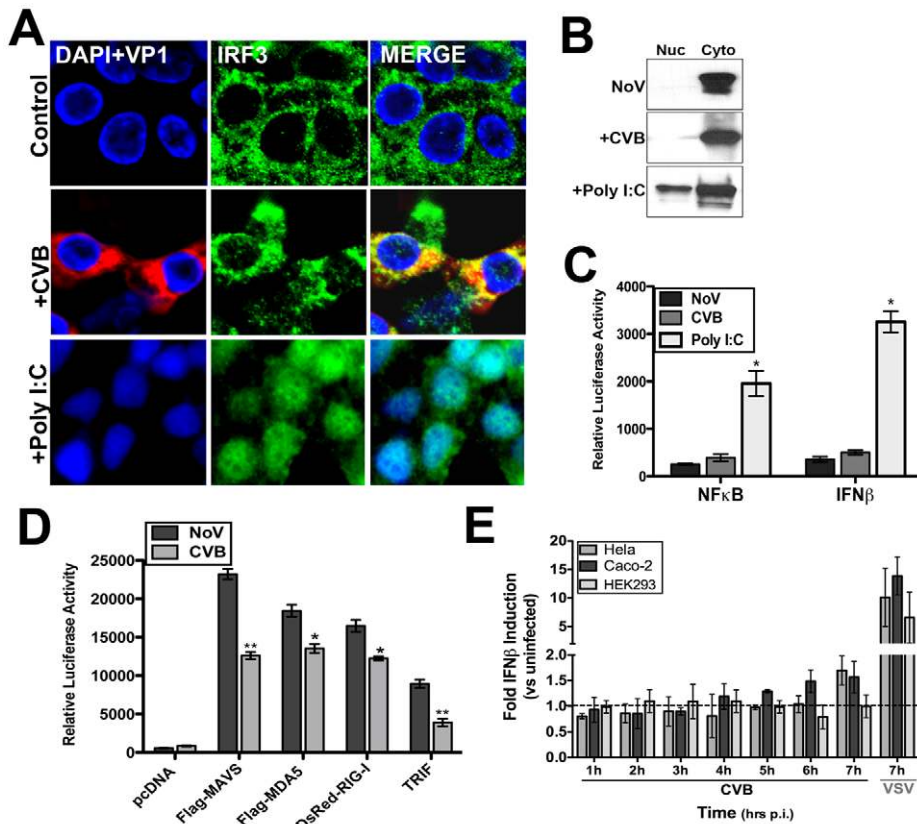 A
DAPI+VP1 IRF3 MERGE
Control
+CVB
+Poly I:C
B
Nuc Cyto
NoV
+CVB
+Poly I:C
C
NoV
CVB
Poly I:C
Relative Luciferase Activity
4000
3000
2000
1000
0
*
*
NFκB IFNβ
D
NoV
CVB
Relative Luciferase Activity
25000
20000
15000
10000
5000
0
**
*
*
**
pcDNA
Flag-MAVS
Flag-MDA5
DsRed-RIG-I
TRIF
E
Hela
Caco-2
HEK293
Fold IFNβ Induction
(vs uninfected)
20
15
10
5
2.0
1.5
1.0
0.5
0.0
1h 2h 3h 4h 5h 6h 7h 7h
CVB VSV
Time (hrs p.i.)